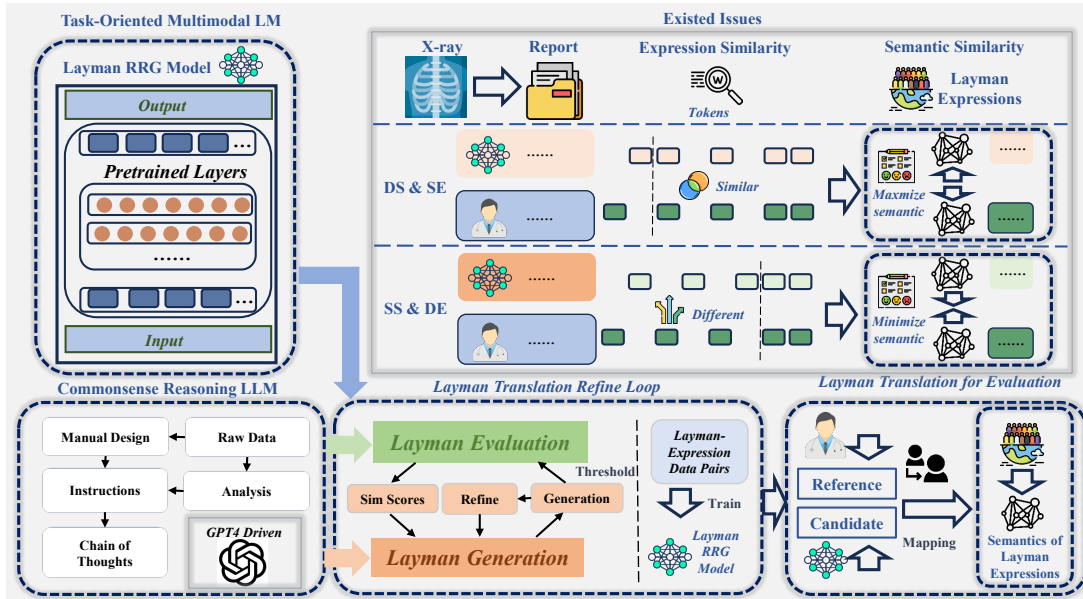 Task-Oriented Multimodal LM
Layman RRG Model
Output
...
Pretrained Layers
......
...
Input
Existed Issues
X-ray
Report
Expression Similarity
Semantic Similarity
W
Tokens
Layman
Expressions
DS & SE
......
......
Similar
Maxmize
semantic
......
......
SS & DE
......
......
Different
Minimize
semantic
......
......
Commonsense Reasoning LLM
Manual Design
Raw Data
Instructions
Analysis
Chain of
Thoughts
GPT4 Driven
Layman Translation Refine Loop
Layman Evaluation
Threshold
Sim Scores
Refine
Generation
Layman Generation
Layman-
Expression
Data Pairs
Train
Layman
RRG
Model
Layman Translation for Evaluation
Reference
Candidate
Mapping
Semantics of
Layman
Expressions